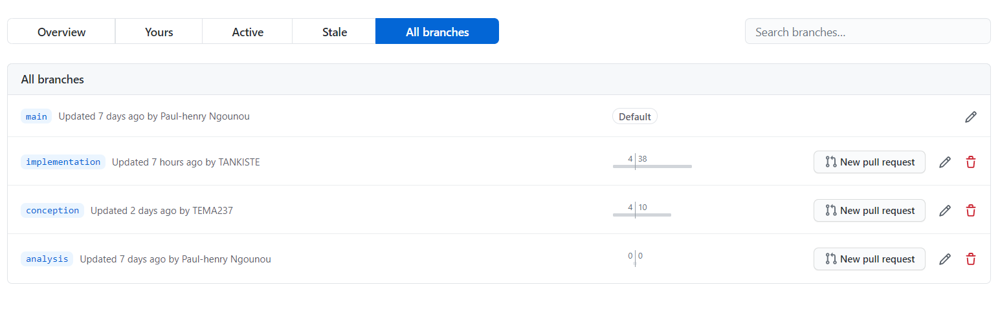 Overview Yours Active Stale All branches Search branches...
All branches
main Updated 7 days ago by Paul-henry Ngounou Default
implementation Updated 7 hours ago by TANKISTE 4 38 New pull request
conception Updated 2 days ago by TEMA237 4 10 New pull request
analysis Updated 7 days ago by Paul-henry Ngounou 0 0 New pull request